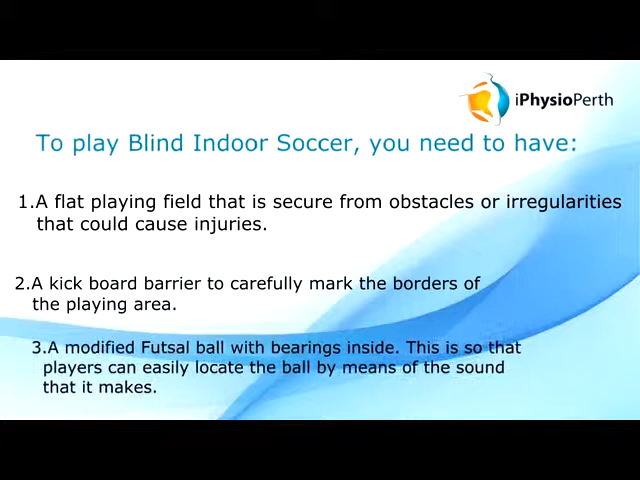 iPhysioPerth
To play Blind Indoor Soccer, you need to have:
1.A flat playing field that is secure from obstacles or irregularities
that could cause injuries.
2.A kick board barrier to carefully mark the borders of
the playing area.
3.A modified Futsal ball with bearings inside. This is so that
players can easily locate the ball by means of the sound
that it makes.